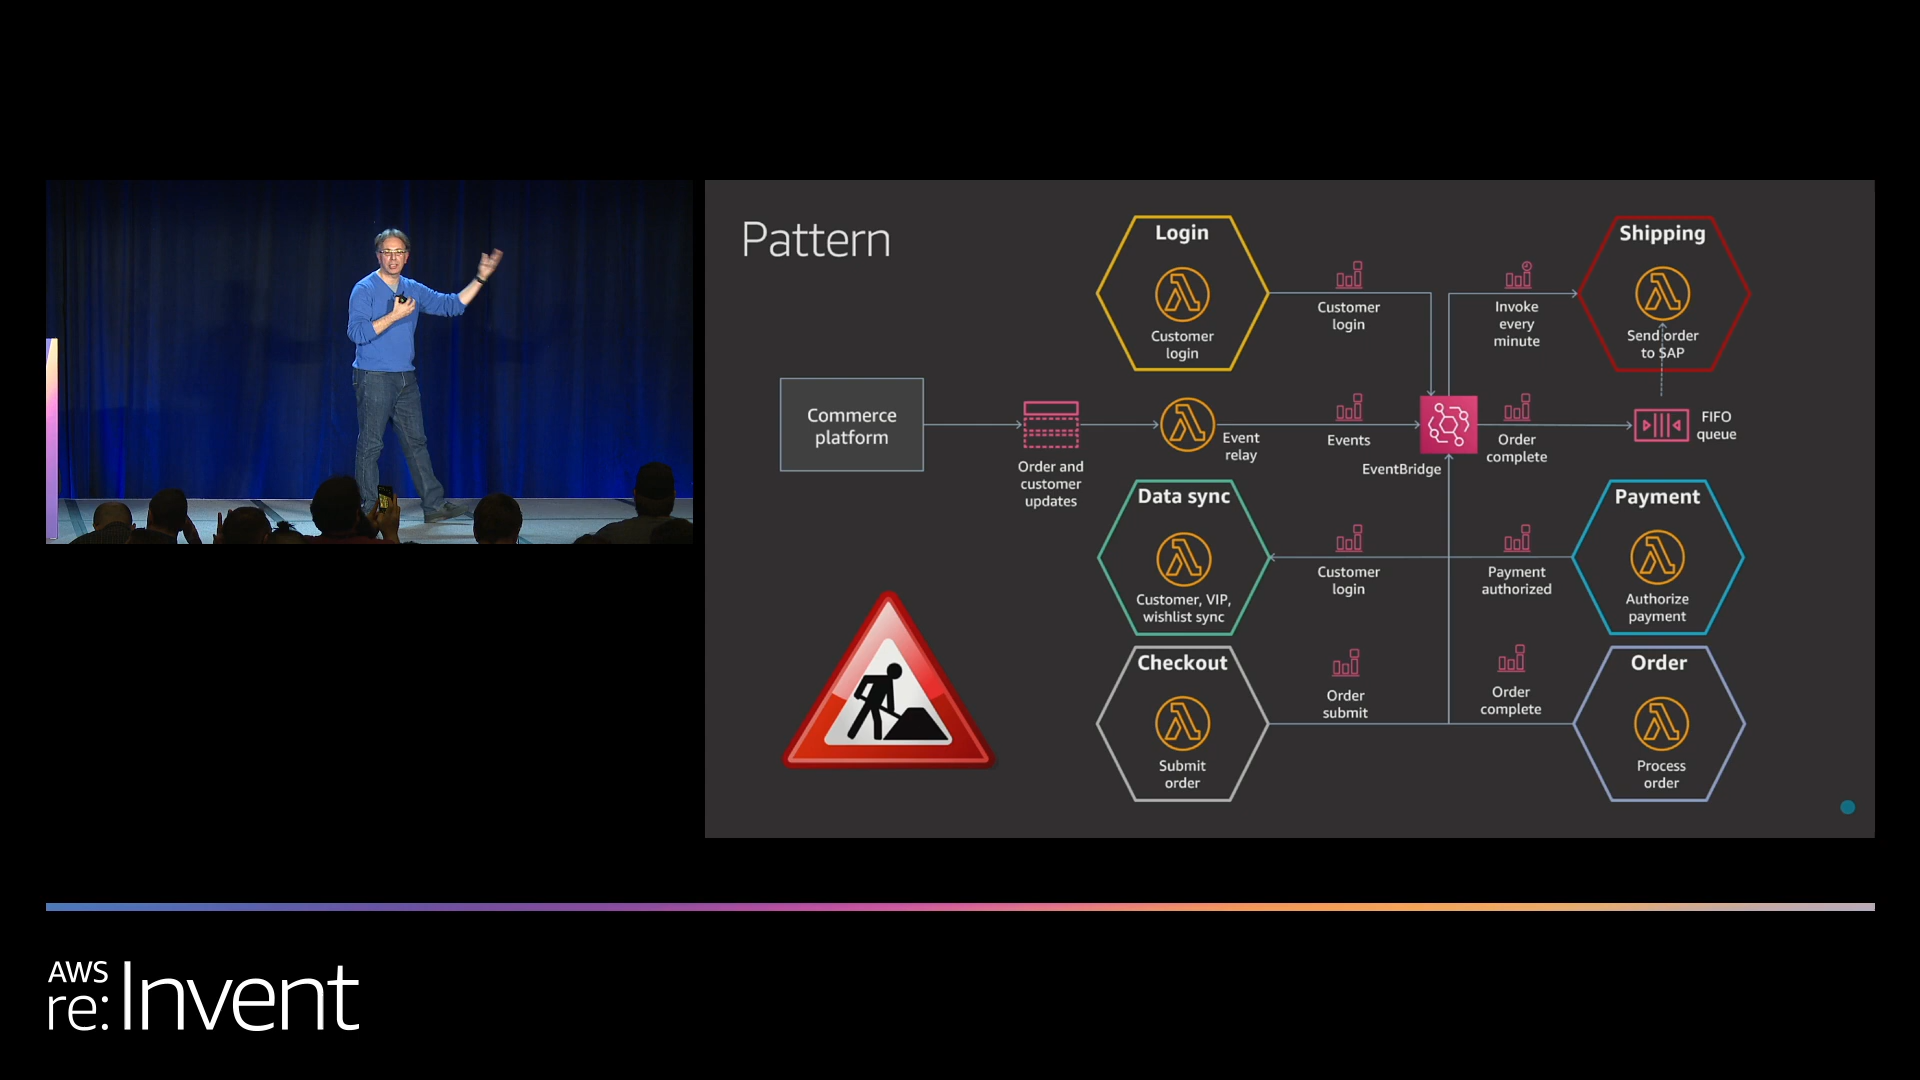 Pattern
Login
Customer
login
Customer
login
Invoke
every
minute
Shipping
Send order
to SAP
Commerce
platform
Order and
customer
updates
Event
relay
Events
EventBridge
Order
complete
FIFO
queue
Data sync
Customer, VIP,
wishlist sync
Customer
login
Payment
authorized
Payment
Authorize
payment
Checkout
Submit
order
Order
submit
Order
complete
Order
Process
order
AWS
re:Invent